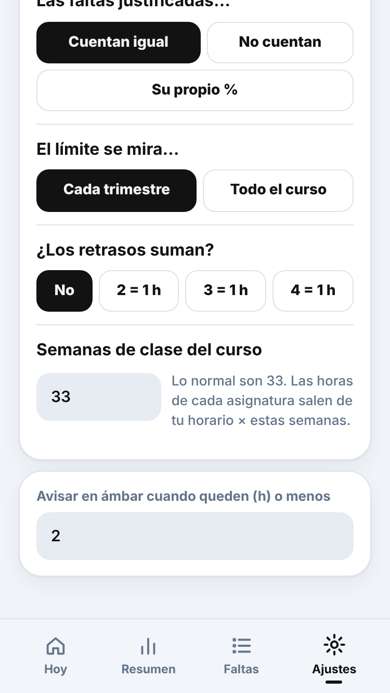 Las faltas justificadas...
Cuentan igual
No cuentan
Su propio %
El límite se mira...
Cada trimestre
Todo el curso
¿Los retrasos suman?
No
2 = 1 h
3 = 1 h
4 = 1 h
Semanas de clase del curso
33
Lo normal son 33. Las horas
de cada asignatura salen de
tu horario × estas semanas.
Avisar en ámbar cuando queden (h) o menos
2
Hoy
Resumen
Faltas
Ajustes